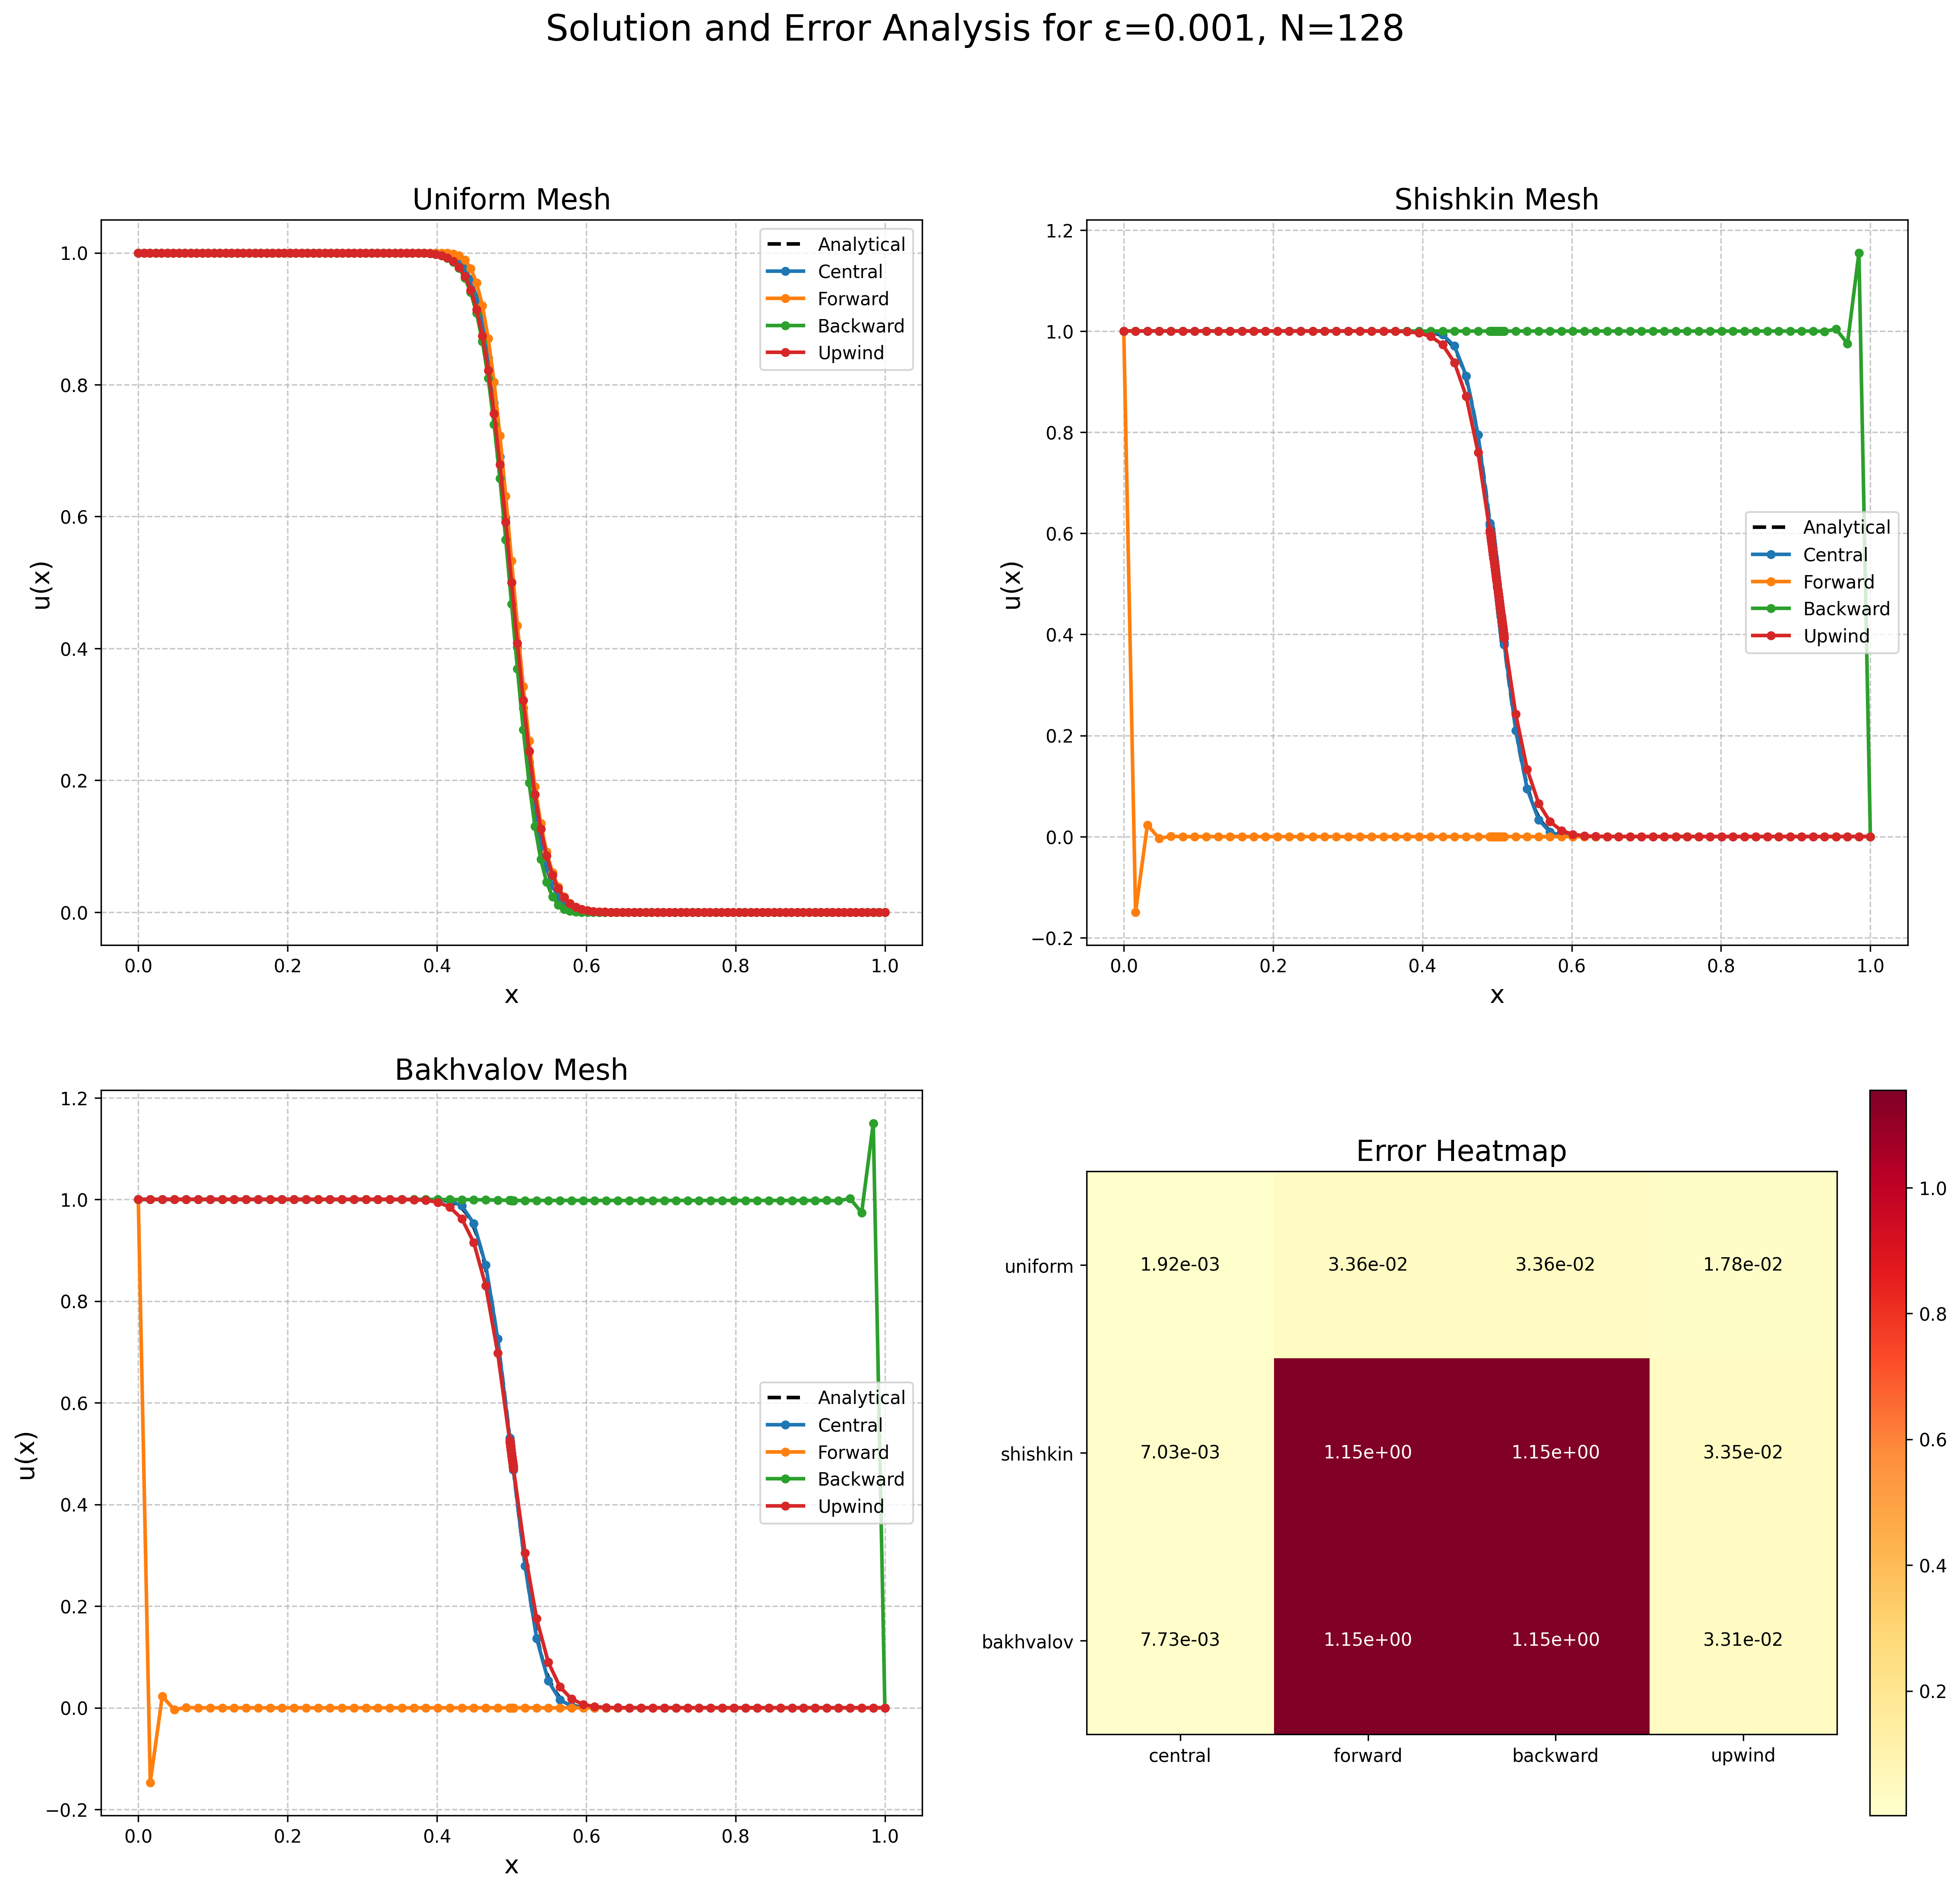 Solution and Error Analysis for ε=0.001, N=128
Uniform Mesh
u(x)
1.0
0.8
0.6
0.4
0.2
0.0
0.0 0.2 0.4 0.6 0.8 1.0
x
Analytical
Central
Forward
Backward
Upwind
Shishkin Mesh
u(x)
1.2
1.0
0.8
0.6
0.4
0.2
0.0
−0.2
0.0 0.2 0.4 0.6 0.8 1.0
x
Analytical
Central
Forward
Backward
Upwind
Bakhvalov Mesh
u(x)
1.2
1.0
0.8
0.6
0.4
0.2
0.0
−0.2
0.0 0.2 0.4 0.6 0.8 1.0
x
Analytical
Central
Forward
Backward
Upwind
Error Heatmap
uniform 1.92e-03 3.36e-02 3.36e-02 1.78e-02
shishkin 7.03e-03 1.15e+00 1.15e+00 3.35e-02
bakhvalov 7.73e-03 1.15e+00 1.15e+00 3.31e-02
central forward backward upwind
1.0
0.8
0.6
0.4
0.2